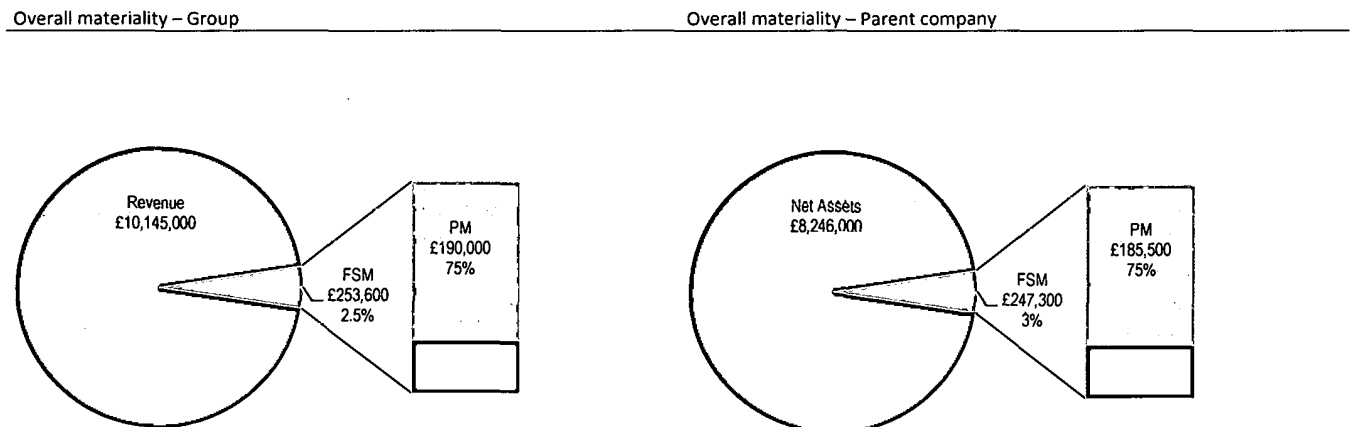 Overall materiality – Group
Overall materiality – Parent company
Revenue
£10,145,000
FSM
£253,600
2.5%
PM
£190,000
75%
Net Assets
£8,246,000
FSM
£247,300
3%
PM
£185,500
75%